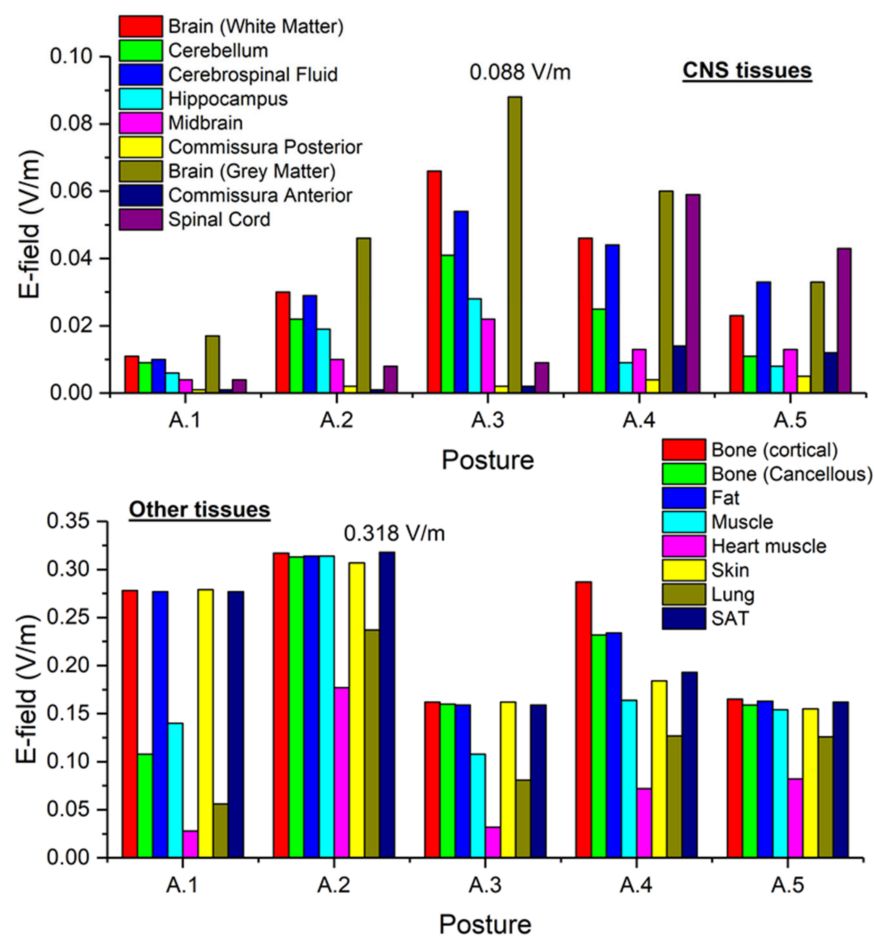 Brain (White Matter)
Cerebellum
Cerebrospinal Fluid
Hippocampus
Midbrain
Commissura Posterior
Brain (Grey Matter)
Commissura Anterior
Spinal Cord
0.088 V/m
CNS tissues
E-field (V/m)
0.10
0.08
0.06
0.04
0.02
0.00
A.1 A.2 A.3 A.4 A.5
Posture
Bone (cortical)
Bone (Cancellous)
Fat
Muscle
Heart muscle
Skin
Lung
SAT
Other tissues
0.318 V/m
E-field (V/m)
0.35
0.30
0.25
0.20
0.15
0.10
0.05
0.00
A.1 A.2 A.3 A.4 A.5
Posture